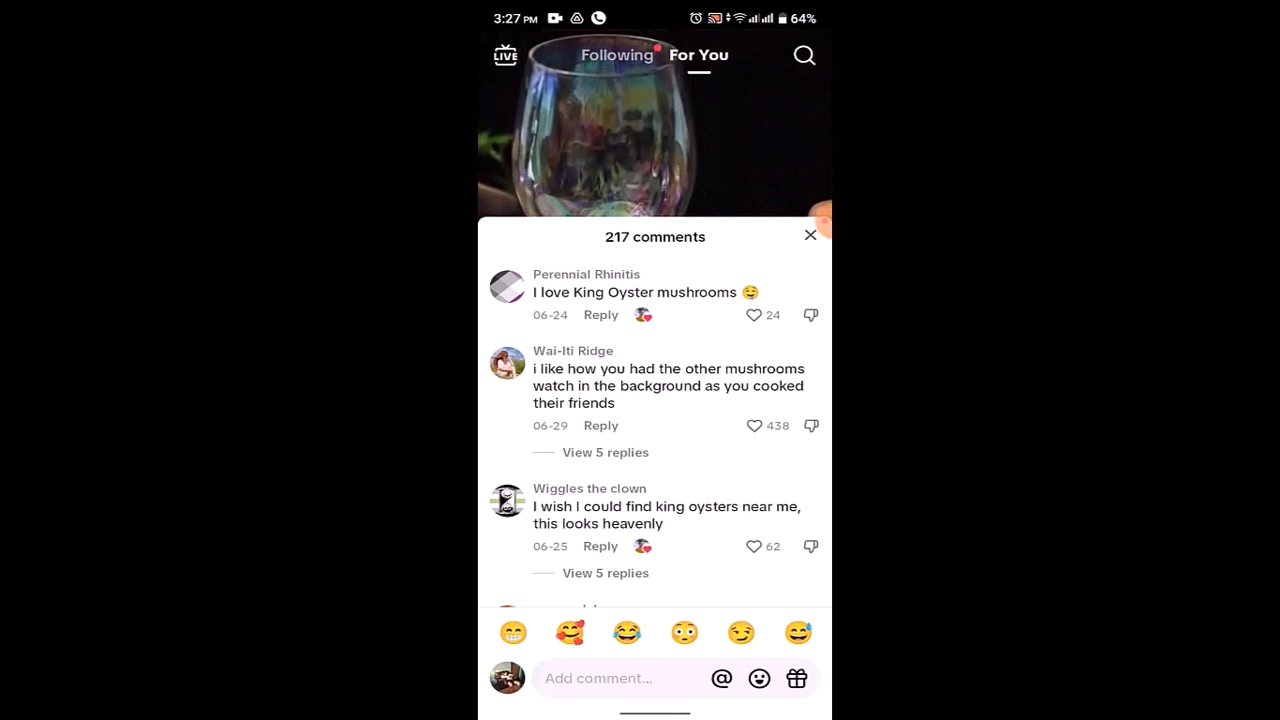 3:27 PM 64%
LIVE Following For You
217 comments
Perennial Rhinitis
I love King Oyster mushrooms 🤤
06-24 Reply 24
Wai-Iti Ridge
i like how you had the other mushrooms
watch in the background as you cooked
their friends
06-29 Reply 438
View 5 replies
Wiggles the clown
I wish I could find king oysters near me,
this looks heavenly
06-25 Reply 62
View 5 replies
Add comment... @